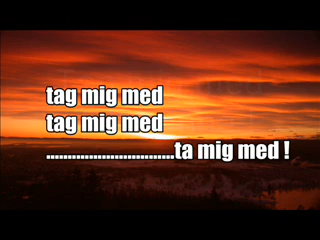 tag mig med
tag mig med
..............................ta mig med !